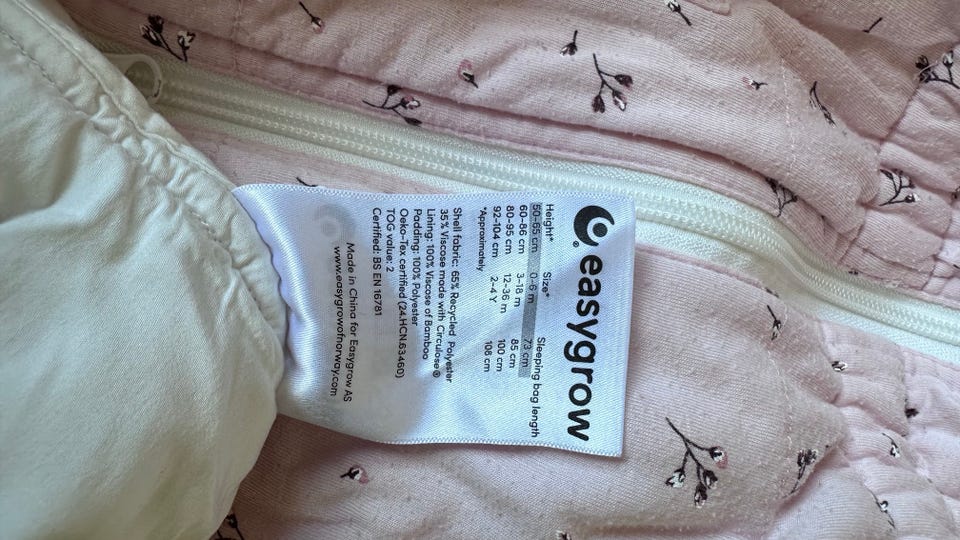 easygrow®
Height* Size* Sleeping bag length
50-65 cm 0-6 m 73 cm
60-86 cm 3-18 m 85 cm
80-95 cm 12-36 m 100 cm
92-104 cm 2-4 Y 108 cm
*Approximately
Shell fabric: 65% Recycled Polyester
35% Viscose made with Circulose®
Lining: 100% Viscose of Bamboo
Padding: 100% Polyester
Oeko-Tex certified (24.HCN.63460)
TOG value: 2
Certified: BS EN 16781
Made in China for Easygrow AS
www.easygrowofnorway.com